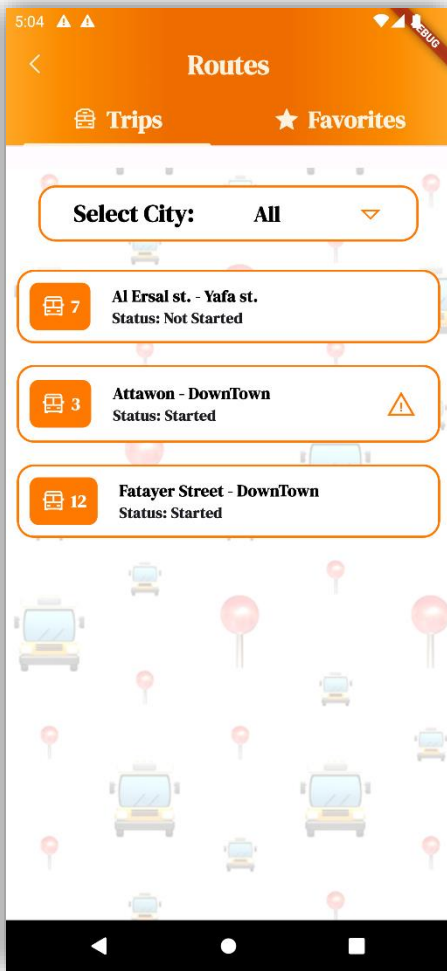 5:04
DEBUG
Routes
Trips
Favorites
Select City: All
7
Al Ersal st. - Yafa st.
Status: Not Started
3
Attawon - DownTown
Status: Started
12
Fatayer Street - DownTown
Status: Started